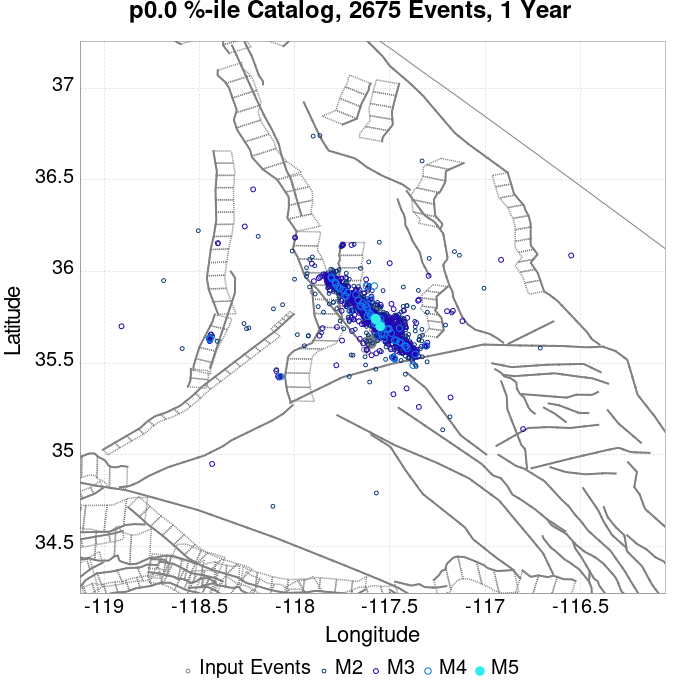 p0.0 %-ile Catalog, 2675 Events, 1 Year
37
36.5
36
35.5
35
34.5
Latitude
-119 -118.5 -118 -117.5 -117 -116.5
Longitude
Input Events M2 M3 M4 M5